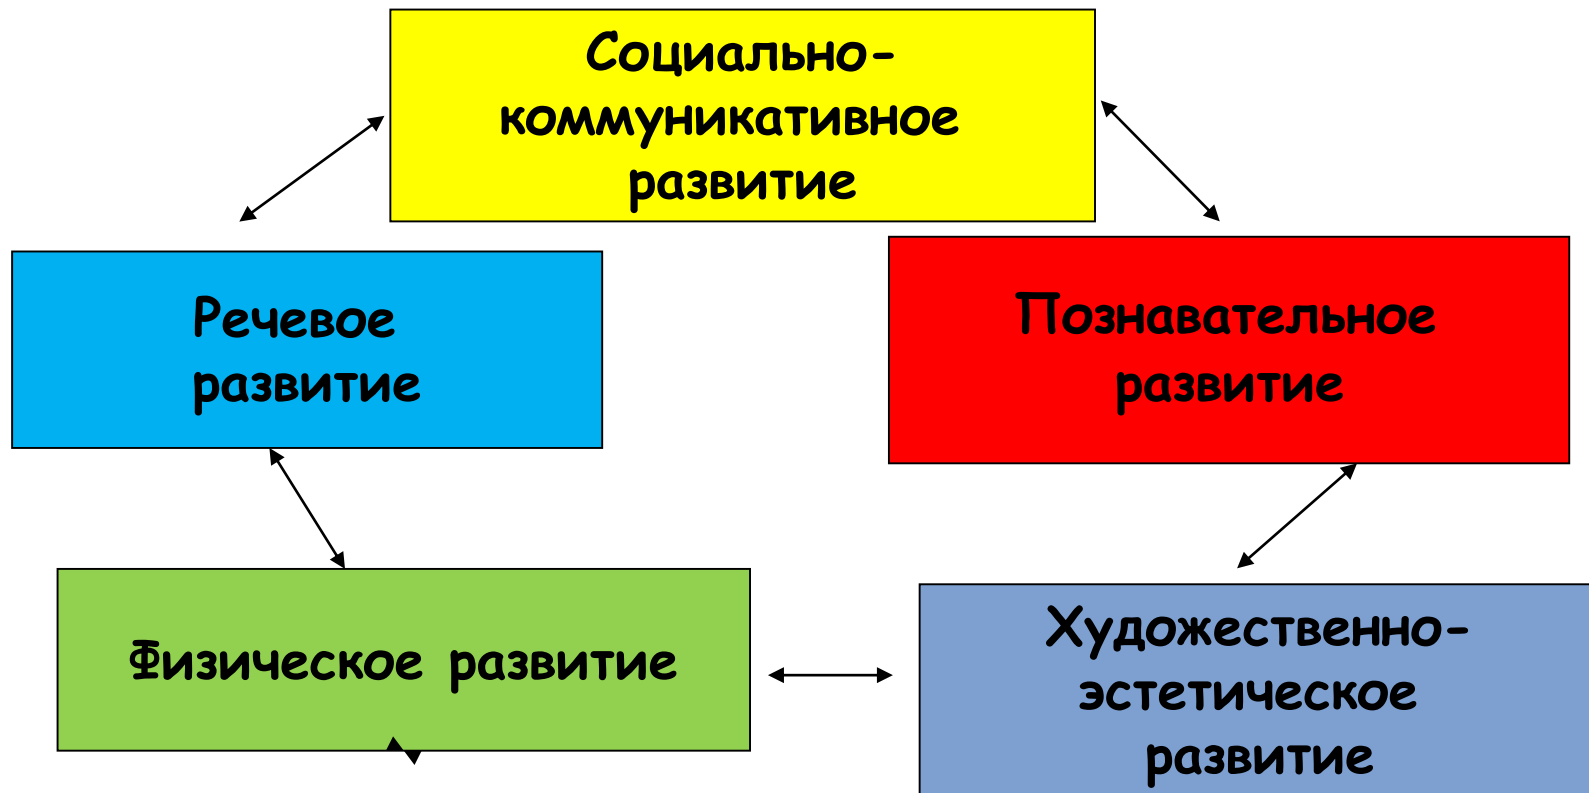 Социально-
коммуникативное
развитие
Речевое
развитие
Познавательное
развитие
Физическое развитие
Художественно-
эстетическое
развитие